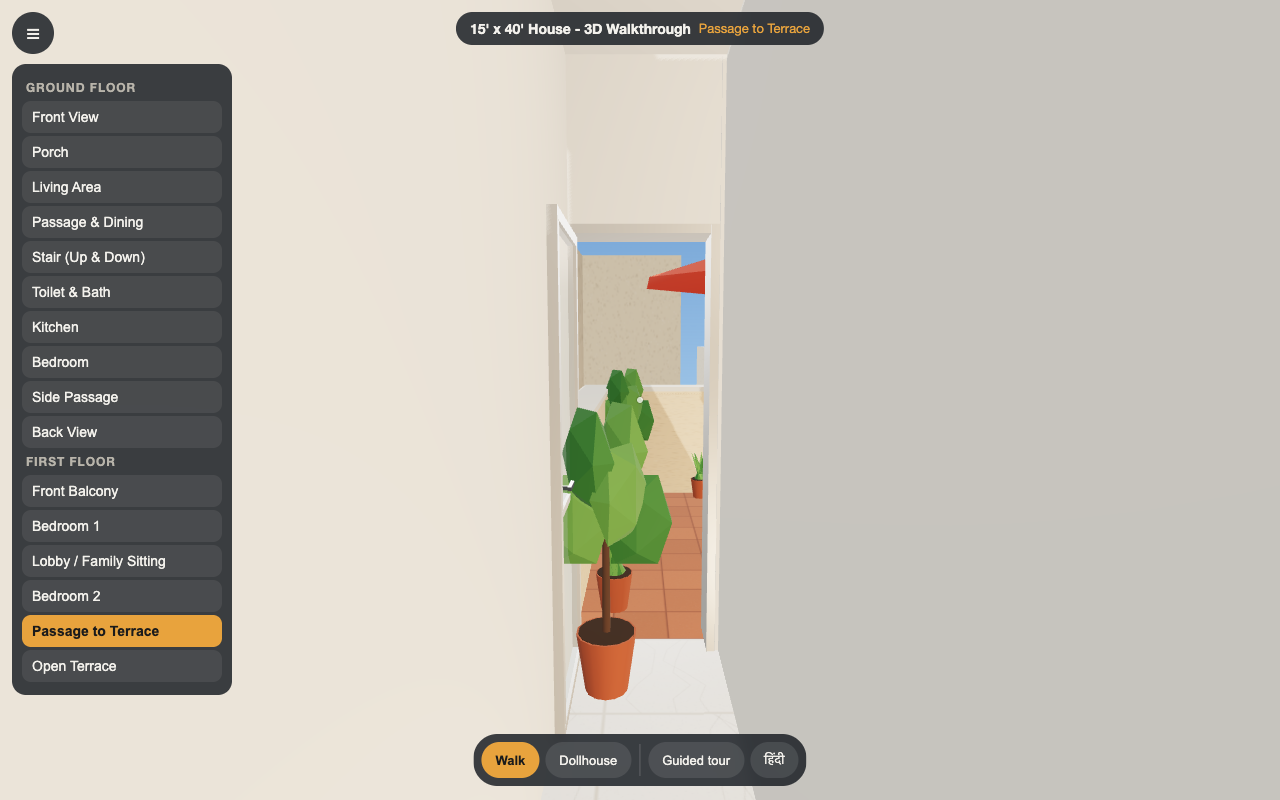 ☰
15' x 40' House - 3D Walkthrough Passage to Terrace
GROUND FLOOR
Front View
Porch
Living Area
Passage & Dining
Stair (Up & Down)
Toilet & Bath
Kitchen
Bedroom
Side Passage
Back View
FIRST FLOOR
Front Balcony
Bedroom 1
Lobby / Family Sitting
Bedroom 2
Passage to Terrace
Open Terrace
Walk Dollhouse Guided tour हिंदी